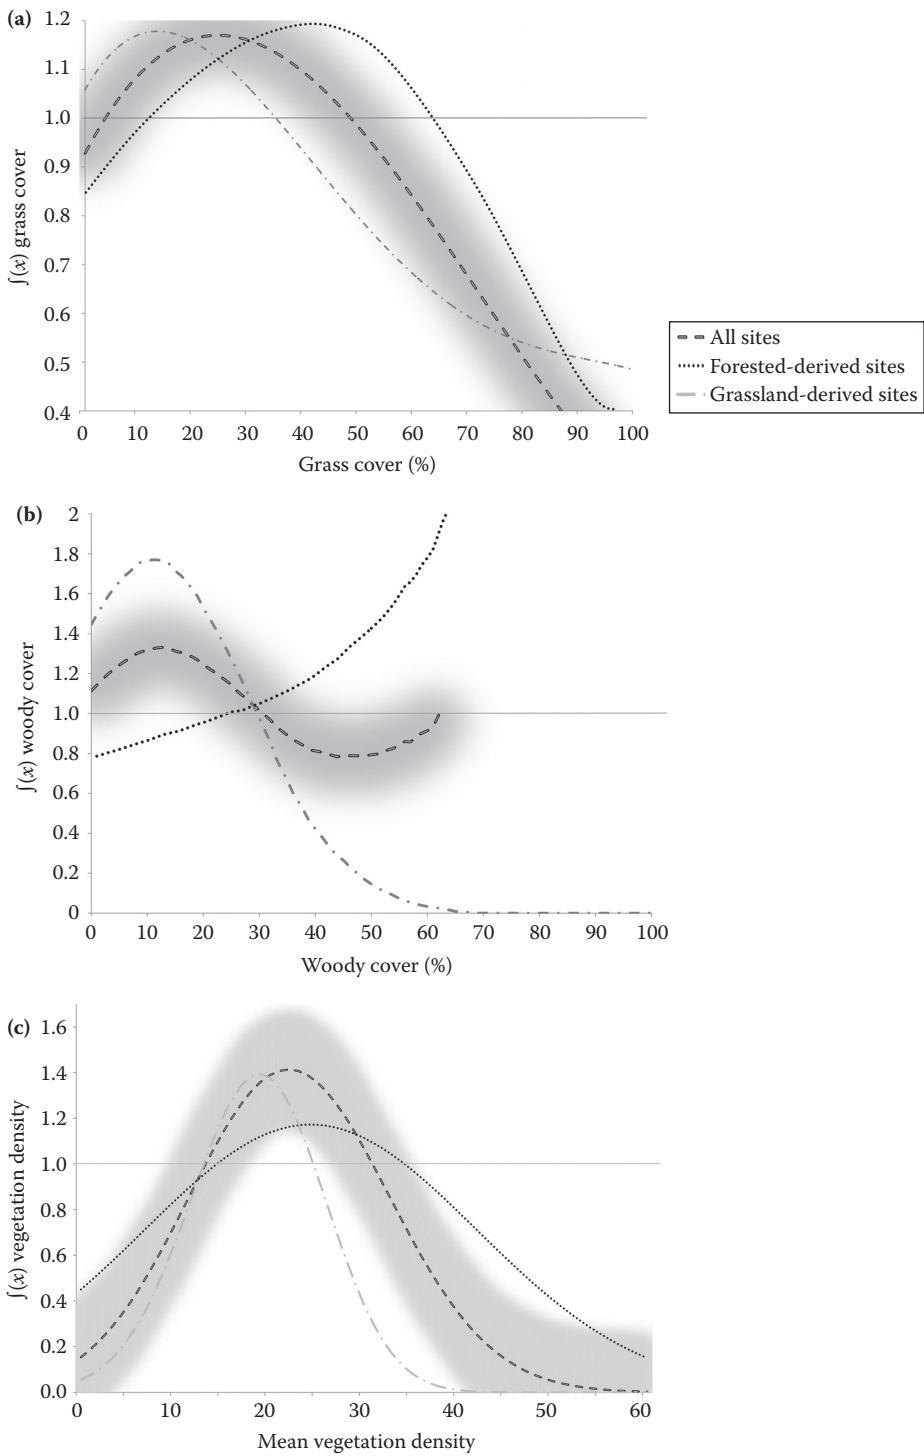 (a)
1.2
1.1
1.0
0.9
0.8
0.7
0.6
0.5
0.4
∫(x) grass cover
0 10 20 30 40 50 60 70 80 90 100
Grass cover (%)
All sites
Forested-derived sites
Grassland-derived sites
(b)
2
1.8
1.6
1.4
1.2
1.0
0.8
0.6
0.4
0.2
0
∫(x) woody cover
0 10 20 30 40 50 60 70 80 90 100
Woody cover (%)
(c)
1.6
1.4
1.2
1.0
0.8
0.6
0.4
0.2
0.0
∫(x) vegetation density
0 10 20 30 40 50 60
Mean vegetation density